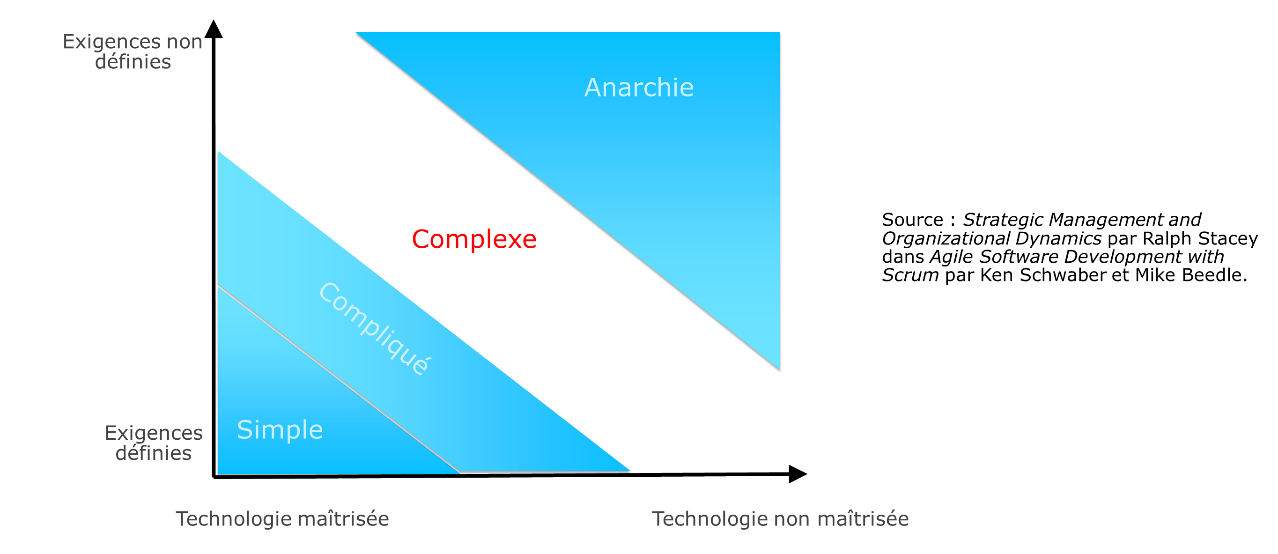 Exigences non
définies
Anarchie
Complexe
Compliqué
Simple
Exigences
définies
Technologie maîtrisée
Technologie non maîtrisée
Source : Strategic Management and
Organizational Dynamics par Ralph Stacey
dans Agile Software Development with
Scrum par Ken Schwaber et Mike Beedle.